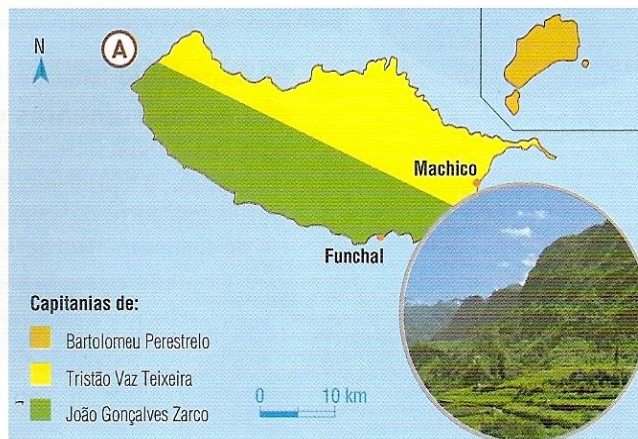 N
A
Machico
Funchal
Capitanias de:
Bartolomeu Perestrelo
Tristão Vaz Teixeira
João Gonçalves Zarco
0 10 km